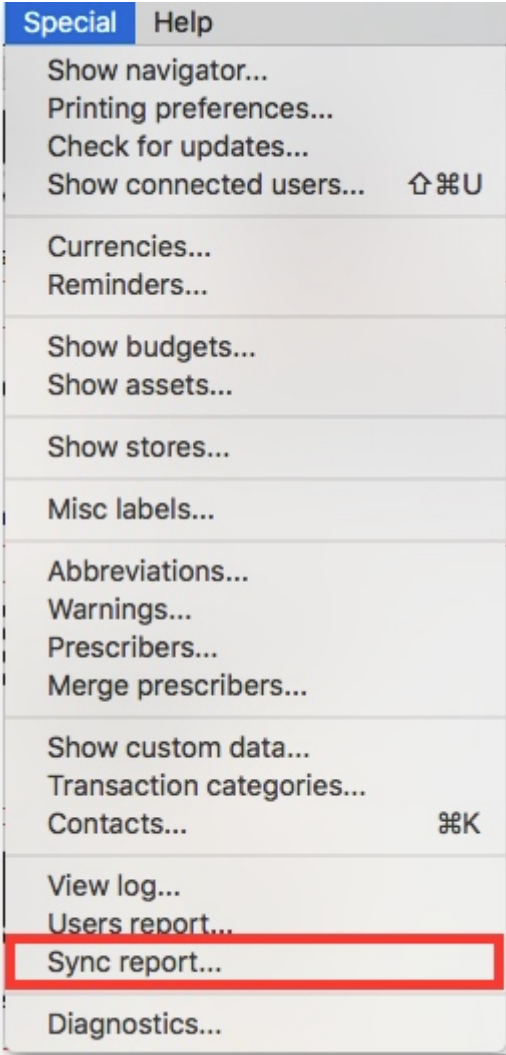 Special Help
Show navigator...
Printing preferences...
Check for updates...
Show connected users... ⇧⌘U
Currencies...
Reminders...
Show budgets...
Show assets...
Show stores...
Misc labels...
Abbreviations...
Warnings...
Prescribers...
Merge prescribers...
Show custom data...
Transaction categories...
Contacts... ⌘K
View log...
Users report...
Sync report...
Diagnostics...